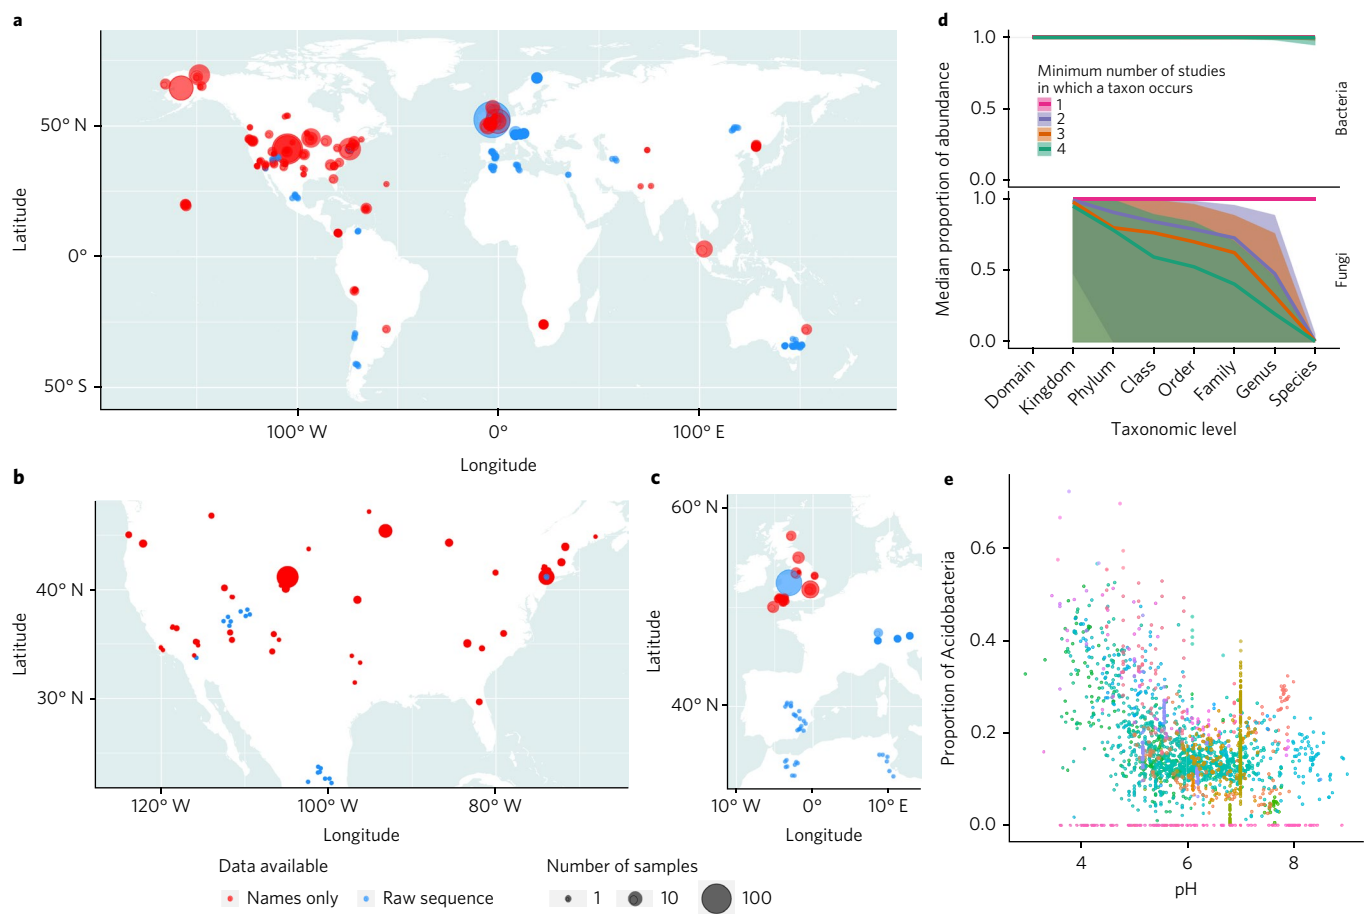 a
50° N
0°
50° S
Latitude
100° W
0°
100° E
Longitude
b
40° N
30° N
Latitude
120° W
100° W
80° W
Longitude
c
60° N
40° N
Latitude
10° W
0°
10° E
Longitude
Data available
Names only
Raw sequence
Number of samples
1
10
100
d
Median proportion of abundance
1.0
0.5
0.0
Minimum number of studies
in which a taxon occurs
1
2
3
4
Bacteria
1.0
0.5
0.0
Fungi
Domain
Kingdom
Phylum
Class
Order
Family
Genus
Species
Taxonomic level
e
Proportion of Acidobacteria
0.6
0.4
0.2
0.0
4
6
8
pH